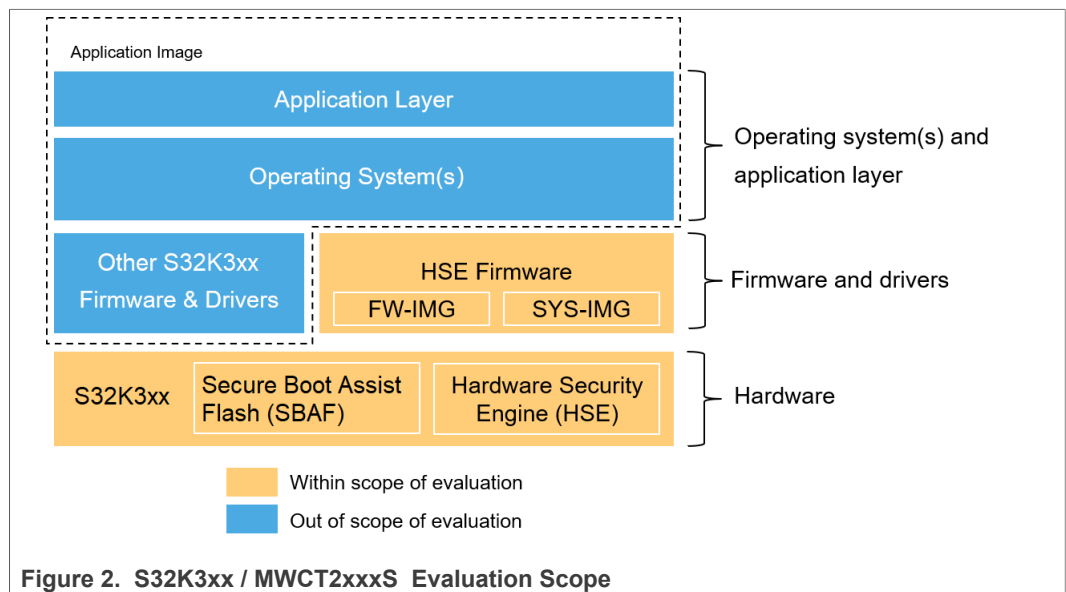 Application Image
Application Layer
Operating System(s)
Operating system(s) and
application layer
Other S32K3xx
Firmware & Drivers
HSE Firmware
FW-IMG
SYS-IMG
Firmware and drivers
S32K3xx
Secure Boot Assist
Flash (SBAF)
Hardware Security
Engine (HSE)
Hardware
Within scope of evaluation
Out of scope of evaluation
Figure 2. S32K3xx / MWCT2xxxS Evaluation Scope